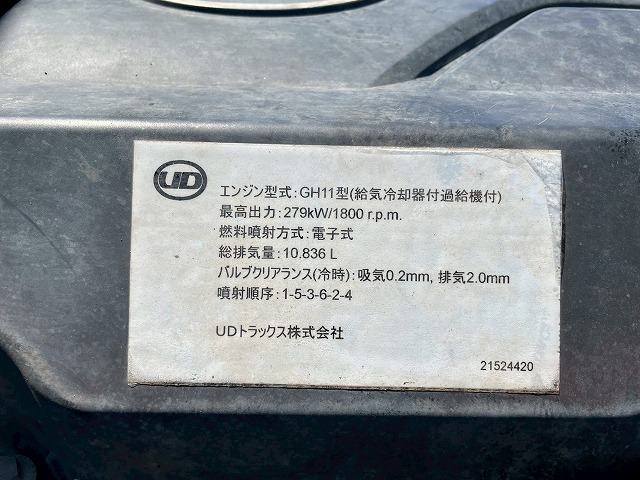 UD
エンジン型式:GH11型(給気冷却器付過給機付)
最高出力:279kW/1800 r.p.m.
燃料噴射方式:電子式
総排気量:10.836 L
バルブクリアランス(冷時):吸気0.2mm, 排気2.0mm
噴射順序:1-5-3-6-2-4
UDトラックス株式会社
21524420